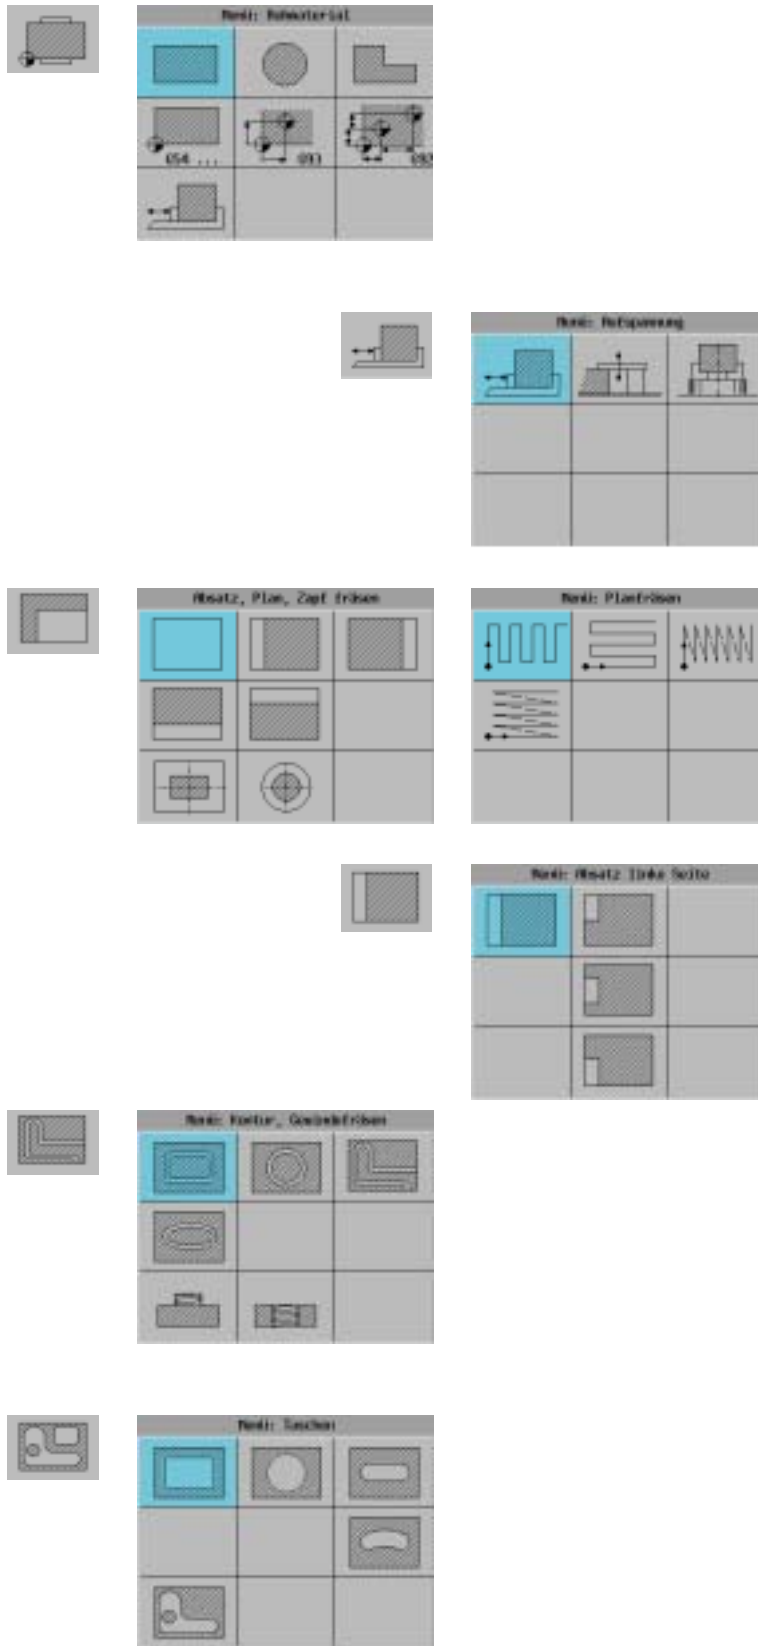 Menü: Rohmaterial
G54 ...
G93
G92
Menü: Aufspannung
Absatz, Plan, Zapf fräsen
Menü: Planfräsen
Menü: Absatz linke Seite
Menü: Kontur, Gewindefräsen
Menü: Taschen